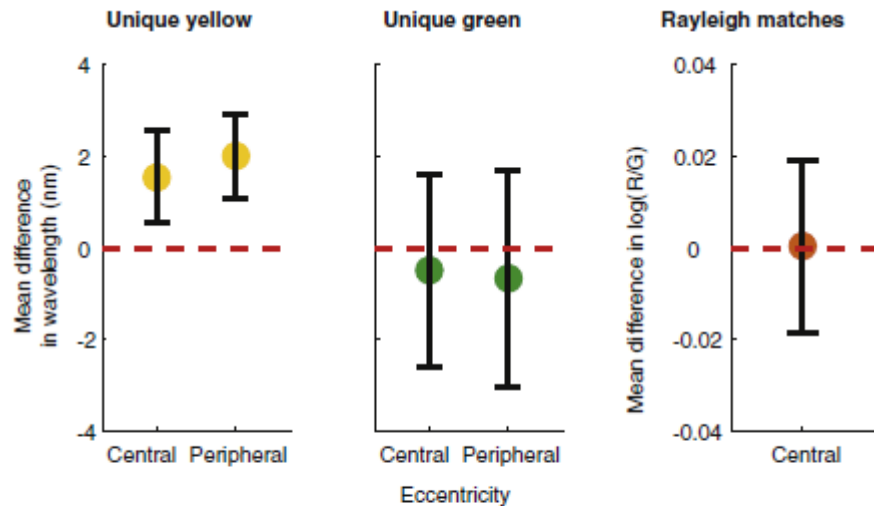 Unique yellow
Unique green
Rayleigh matches
Mean difference
in wavelength (nm)
4
2
0
-2
-4
Central Peripheral
Central Peripheral
Eccentricity
Mean difference in log(R/G)
0.04
0.02
0
-0.02
-0.04
Central